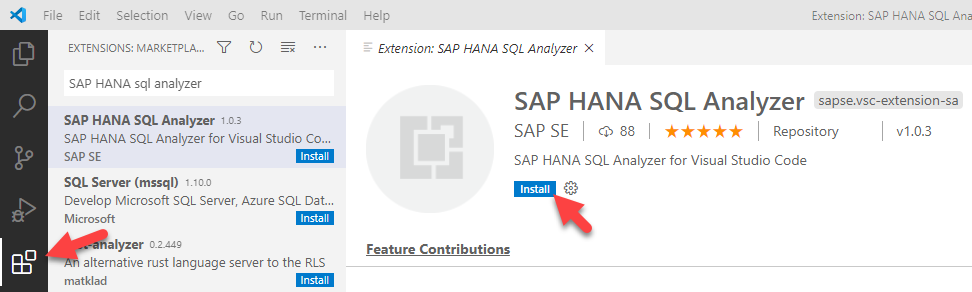 File Edit Selection View Go Run Terminal Help Extension: SAP HANA SQL Ana
EXTENSIONS: MARKETPLA...
SAP HANA sql analyzer
SAP HANA SQL Analyzer 1.0.3
SAP HANA SQL Analyzer for Visual Studio Co...
SAP SE Install
SQL Server (mssql) 1.10.0
Develop Microsoft SQL Server, Azure SQL Dat...
Microsoft Install
-analyzer 0.2.449
An alternative rust language server to the RLS
matklad Install
Extension: SAP HANA SQL Analyzer
SAP HANA SQL Analyzer sapse.vsc-extension-sa
SAP SE 88 Repository v1.0.3
SAP HANA SQL Analyzer for Visual Studio Code
Install
Feature Contributions